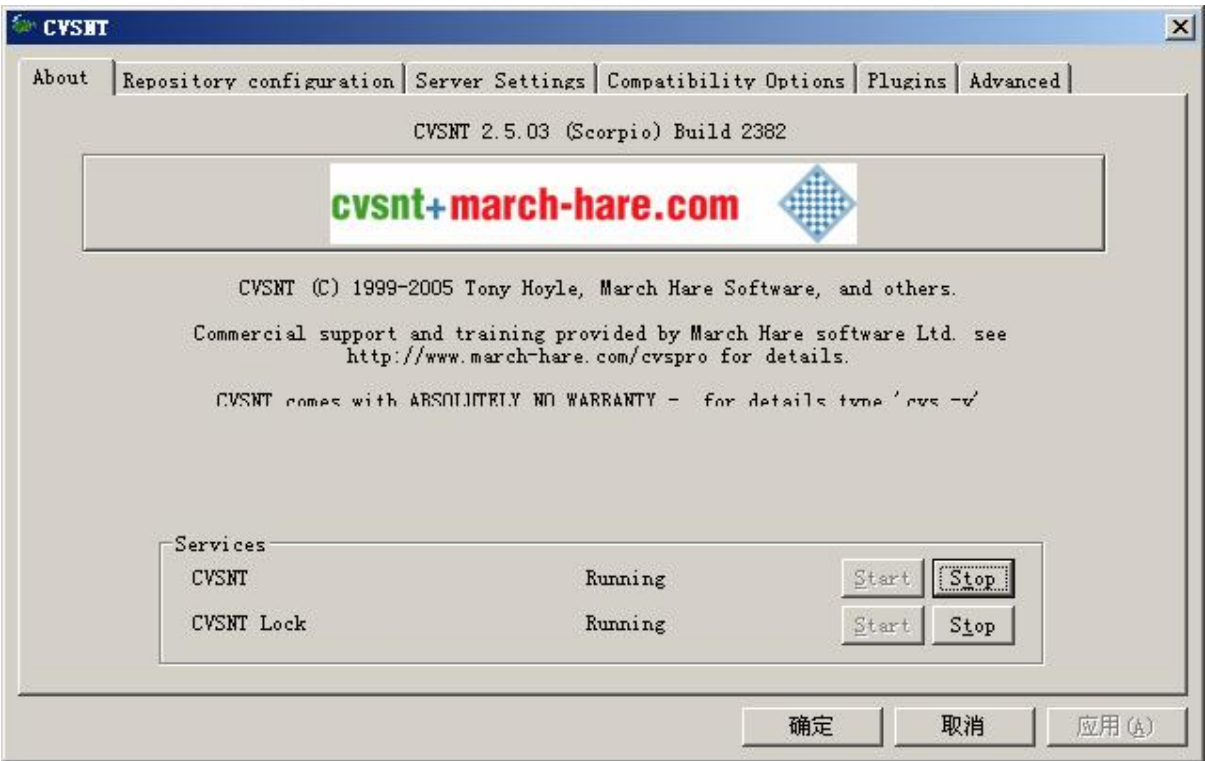 CVSNT
About Repository configuration Server Settings Compatibility Options Plugins Advanced
CVSNT 2.5.03 (Scorpio) Build 2382
cvsnt+march-hare.com
CVSNT (C) 1999-2005 Tony Hoyle, March Hare Software, and others.
Commercial support and training provided by March Hare software Ltd. see
http://www.march-hare.com/cvspro for details.
CVSNT comes with ABSOLUTELY NO WARRANTY - for details type 'cvs -v'
Services
CVSNT Running Start Stop
CVSNT Lock Running Start Stop
确定 取消 应用(A)